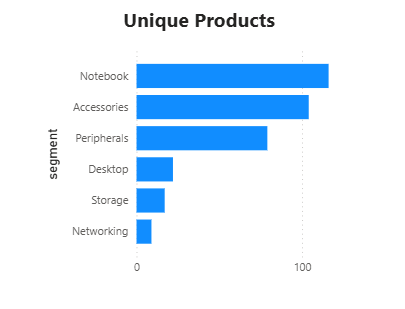 Unique Products
segment
Notebook
Accessories
Peripherals
Desktop
Storage
Networking
0
100